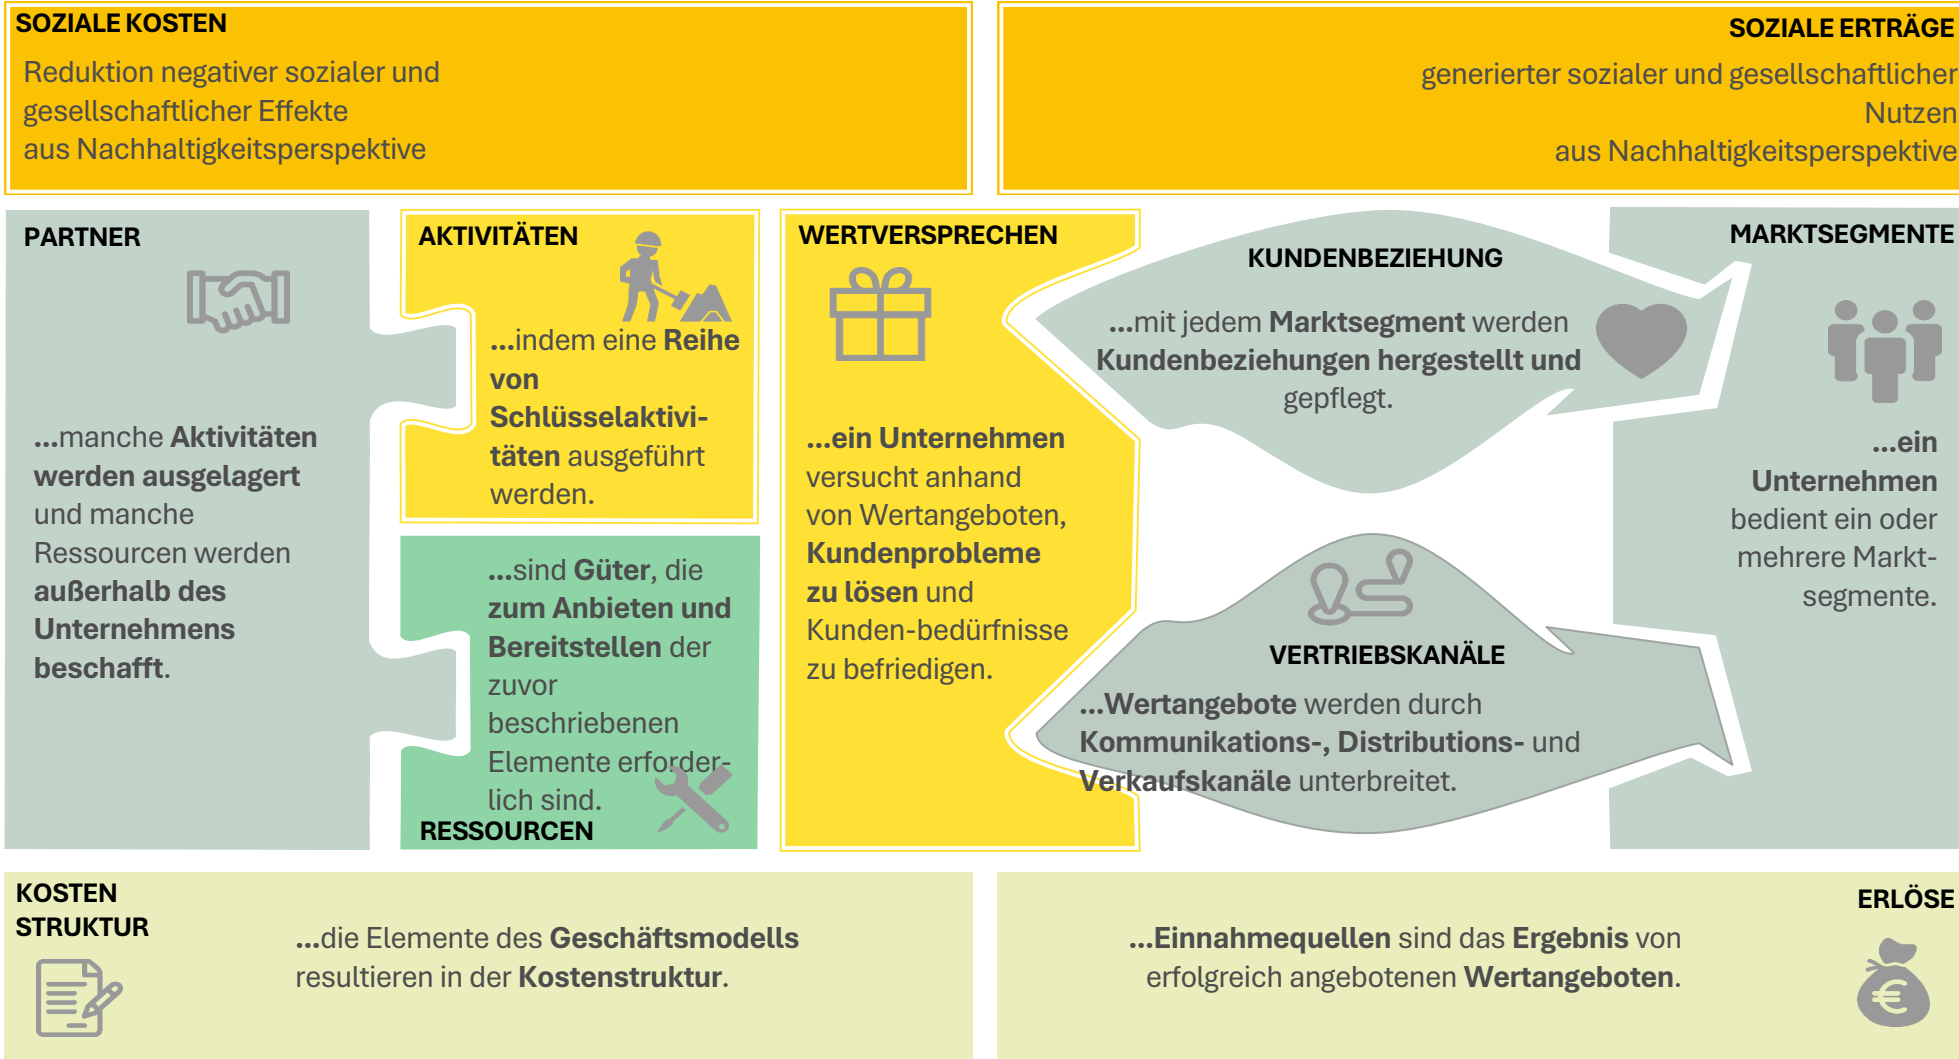 SOZIALE KOSTEN
Reduktion negativer sozialer und
gesellschaftlicher Effekte
aus Nachhaltigkeitsperspektive
SOZIALE ERTRÄGE
generierter sozialer und gesellschaftlicher
Nutzen
aus Nachhaltigkeitsperspektive
PARTNER
...manche Aktivitäten
werden ausgelagert
und manche
Ressourcen werden
außerhalb des
Unternehmens
beschafft.
AKTIVITÄTEN
...indem eine Reihe
von
Schlüsselaktivi-
täten ausgeführt
werden.
...sind Güter, die
zum Anbieten und
Bereitstellen der
zuvor
beschriebenen
Elemente erforder-
lich sind.
RESSOURCEN
WERTVERSPRECHEN
...ein Unternehmen
versucht anhand
von Wertangeboten,
Kundenprobleme
zu lösen und
Kunden-bedürfnisse
zu befriedigen.
KUNDENBEZIEHUNG
...mit jedem Marktsegment werden
Kundenbeziehungen hergestellt und
gepflegt.
VERTRIEBSKANÄLE
...Wertangebote werden durch
Kommunikations-, Distributions- und
Verkaufskanäle unterbreitet.
MARKTSEGMENTE
...ein
Unternehmen
bedient ein oder
mehrere Markt-
segmente.
KOSTEN
STRUKTUR
...die Elemente des Geschäftsmodells
resultieren in der Kostenstruktur.
ERLÖSE
...Einnahmequellen sind das Ergebnis von
erfolgreich angebotenen Wertangeboten.
€